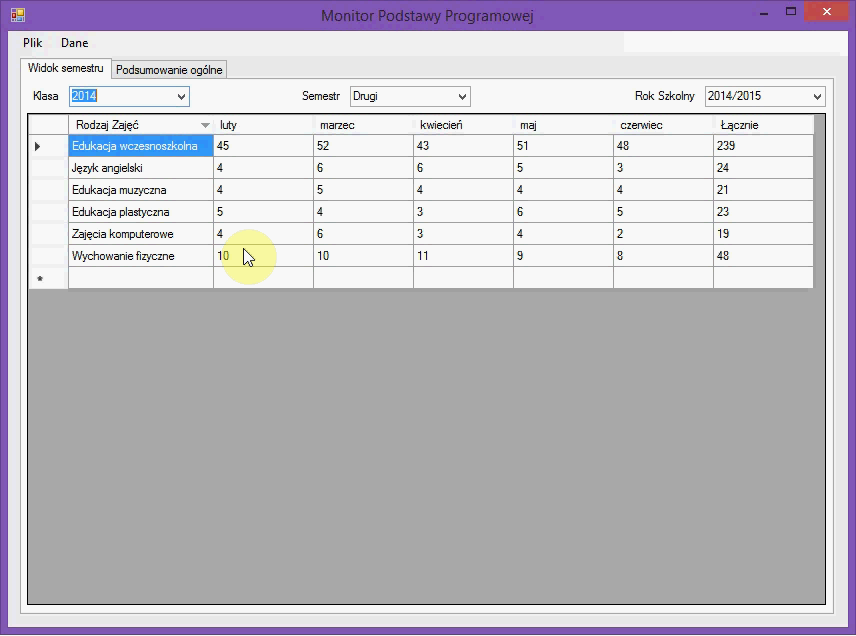 Monitor Podstawy Programowej
Plik Dane
Widok semestru Podsumowanie ogólne
Klasa 2014 Semestr Drugi Rok Szkolny 2014/2015
Rodzaj Zajęć luty marzec kwiecień maj czerwiec Łącznie
Edukacja wczesnoszkolna 45 52 43 51 48 239
Język angielski 4 6 6 5 3 24
Edukacja muzyczna 4 5 4 4 4 21
Edukacja plastyczna 5 4 3 6 5 23
Zajęcia komputerowe 4 6 3 4 2 19
Wychowanie fizyczne 10 10 11 9 8 48